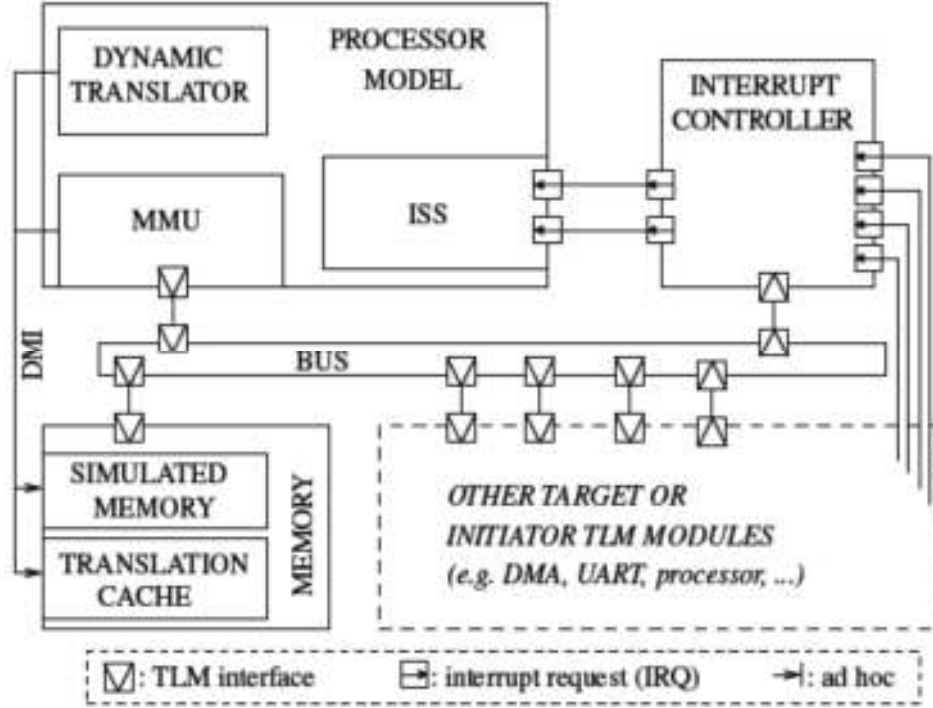 PROCESSOR
MODEL
DYNAMIC
TRANSLATOR
MMU
ISS
INTERRUPT
CONTROLLER
DMI
BUS
SIMULATED
MEMORY
TRANSLATION
CACHE
MEMORY
OTHER TARGET OR
INITIATOR TLM MODULES
(e.g. DMA, UART, processor, ...)
: TLM interface
: interrupt request (IRQ)
: ad hoc